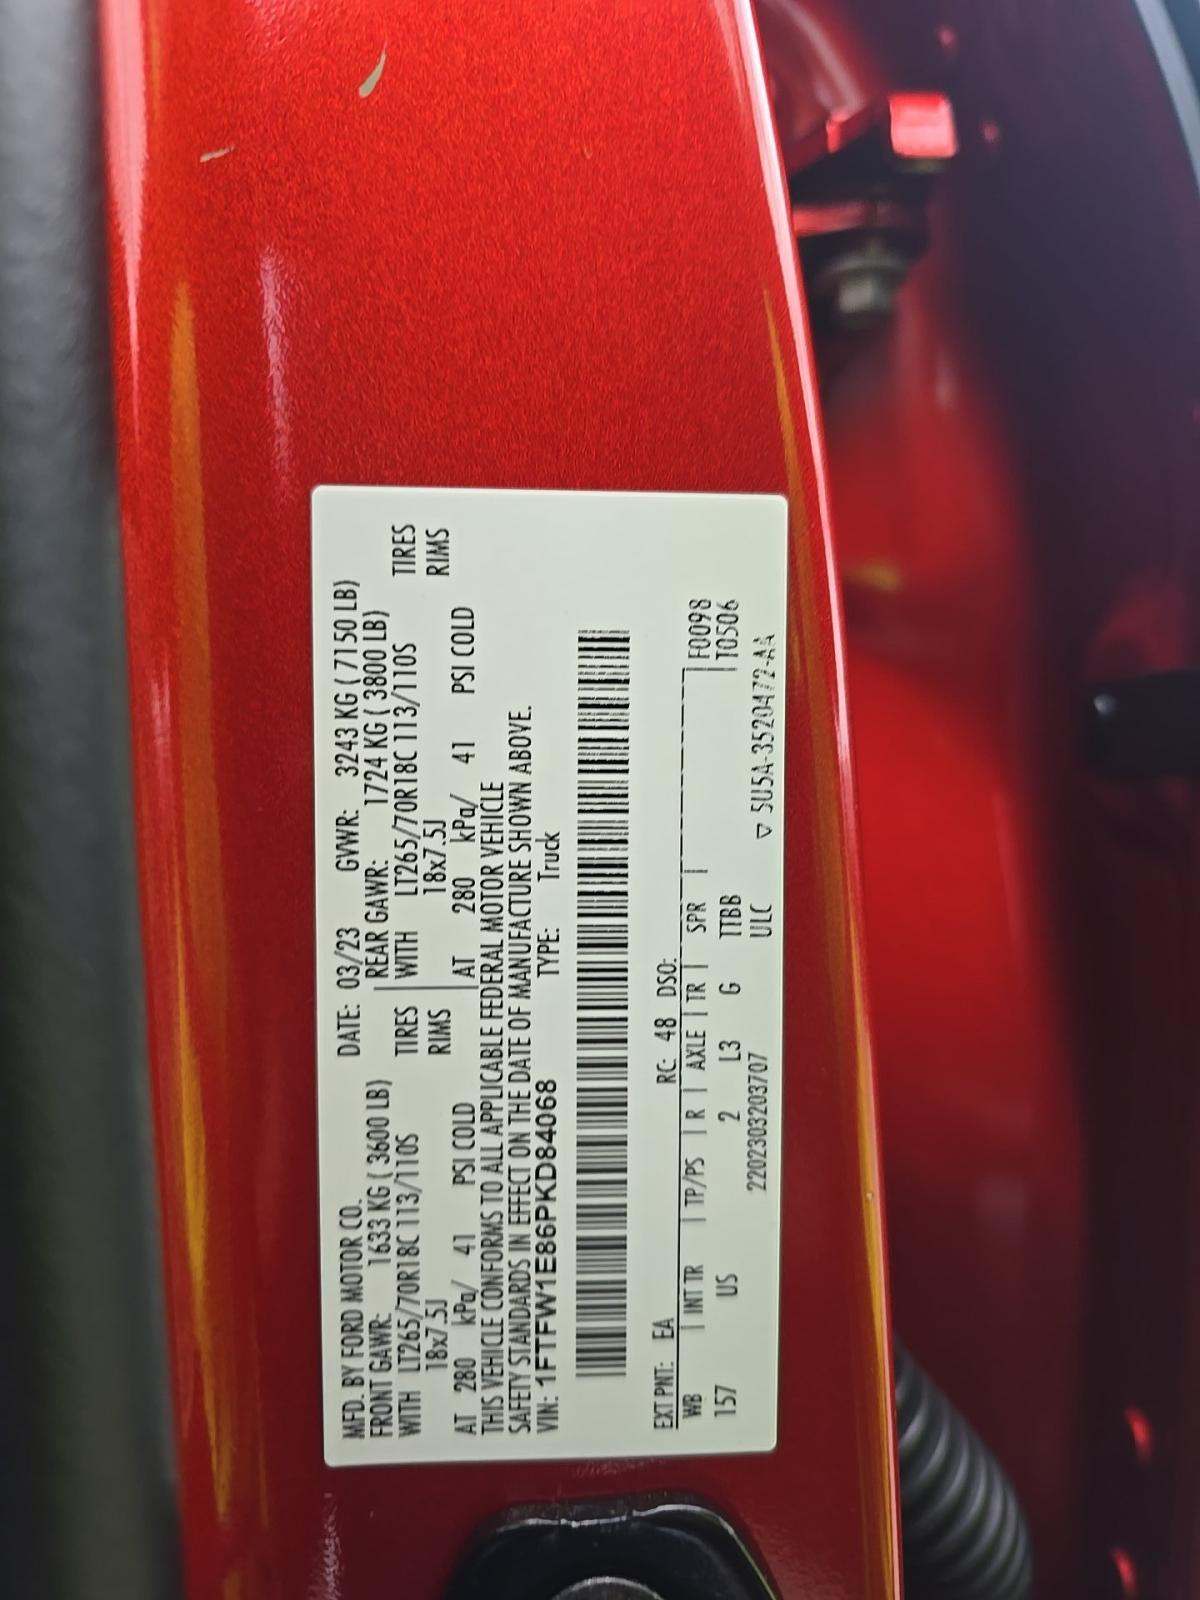 MFD. BY FORD MOTOR CO. DATE: 03/23 GVWR: 3243 KG ( 7150 LB)
FRONT GAWR: 1633 KG ( 3600 LB) REAR GAWR: 1724 KG ( 3800 LB)
WITH LT265/70R18C 113/110S TIRES WITH LT265/70R18C 113/110S TIRES
18x7.5J RIMS 18x7.5J RIMS
AT 280 kPa/ 41 PSI COLD AT 280 kPa/ 41 PSI COLD
THIS VEHICLE CONFORMS TO ALL APPLICABLE FEDERAL MOTOR VEHICLE
SAFETY STANDARDS IN EFFECT ON THE DATE OF MANUFACTURE SHOWN ABOVE.
VIN: 1FTFW1E86PKD84068 TYPE: Truck
EXT PNT: EA RC: 48 DSO:
WB | INT TR | TP/PS | R | AXLE | TR | SPR | F0098
157 US 2 L3 G TTBB T0506
2202303203707 ULC ▽ 5U5A-3520472-AA